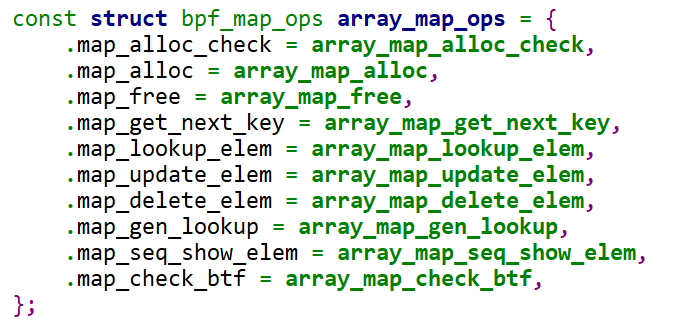 const struct bpf_map_ops array_map_ops = {
    .map_alloc_check = array_map_alloc_check,
    .map_alloc = array_map_alloc,
    .map_free = array_map_free,
    .map_get_next_key = array_map_get_next_key,
    .map_lookup_elem = array_map_lookup_elem,
    .map_update_elem = array_map_update_elem,
    .map_delete_elem = array_map_delete_elem,
    .map_gen_lookup = array_map_gen_lookup,
    .map_seq_show_elem = array_map_seq_show_elem,
    .map_check_btf = array_map_check_btf,
};